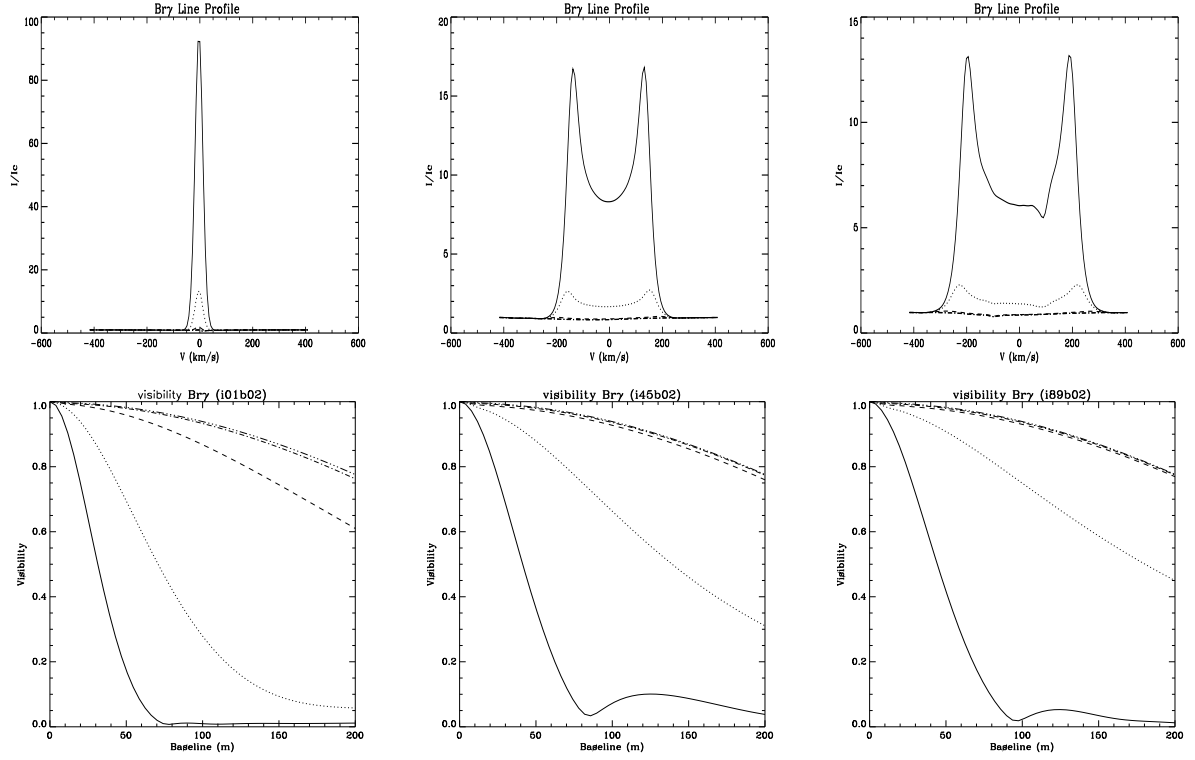 Brγ Line Profile
100
80
60
40
20
0
I/Ic
−600 −400 −200 0 200 400 600
V (km/s)
Brγ Line Profile
20
15
10
5
0
I/Ic
−600 −400 −200 0 200 400 600
V (km/s)
Brγ Line Profile
15
10
5
0
I/Ic
−600 −400 −200 0 200 400 600
V (km/s)
visibility Brγ (i01b02)
1.0
0.8
0.6
0.4
0.2
0.0
Visibility
0 50 100 150 200
Baseline (m)
visibility Brγ (i45b02)
1.0
0.8
0.6
0.4
0.2
0.0
Visibility
0 50 100 150 200
Baseline (m)
visibility Brγ (i89b02)
1.0
0.8
0.6
0.4
0.2
0.0
Visibility
0 50 100 150 200
Baseline (m)